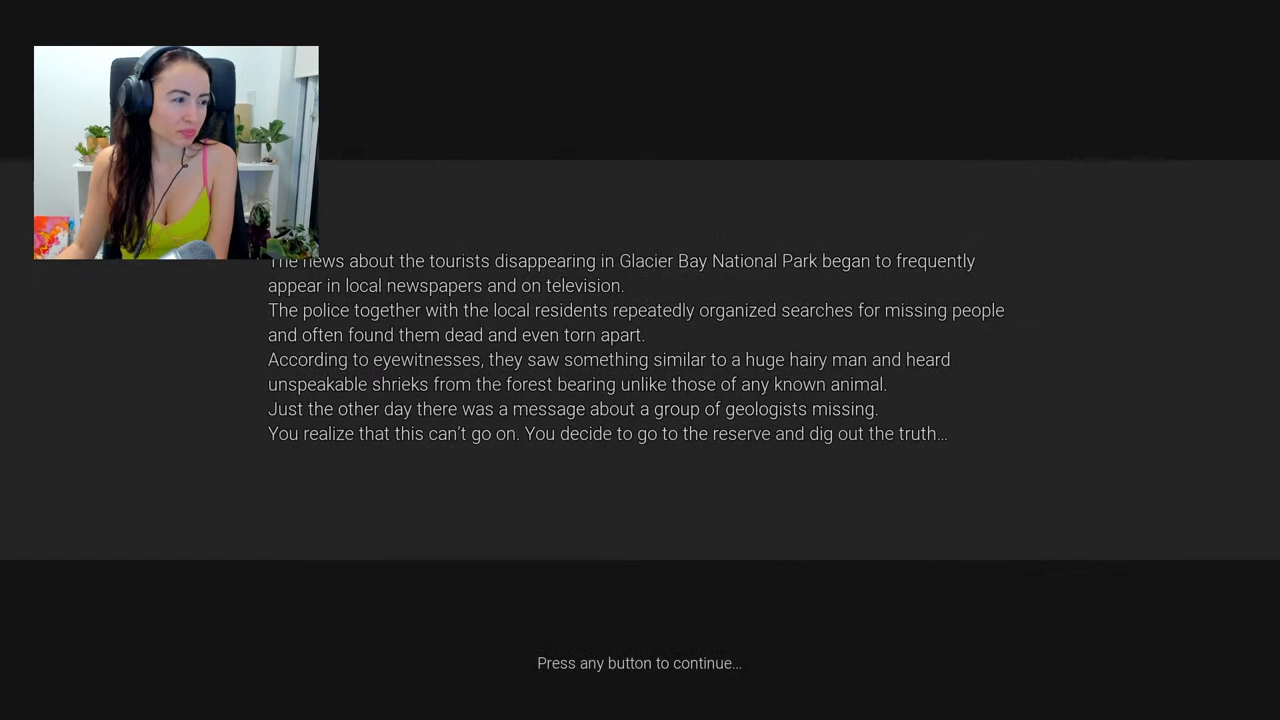 The news about the tourists disappearing in Glacier Bay National Park began to frequently
appear in local newspapers and on television.
The police together with the local residents repeatedly organized searches for missing people
and often found them dead and even torn apart.
According to eyewitnesses, they saw something similar to a huge hairy man and heard
unspeakable shrieks from the forest bearing unlike those of any known animal.
Just the other day there was a message about a group of geologists missing.
You realize that this can’t go on. You decide to go to the reserve and dig out the truth...
Press any button to continue...